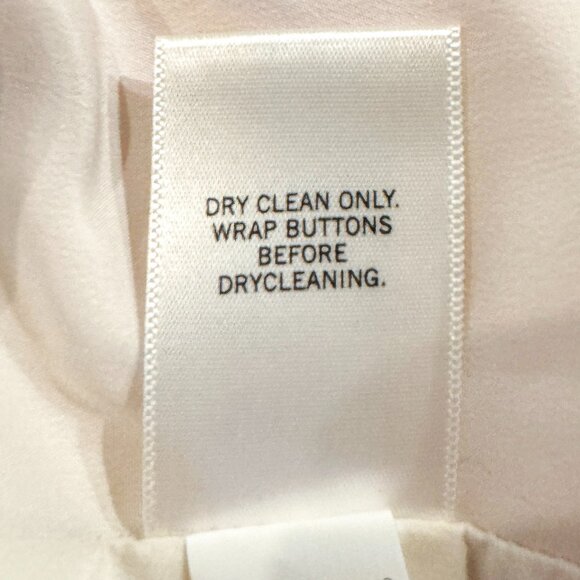 DRY CLEAN ONLY.
WRAP BUTTONS
BEFORE
DRYCLEANING.